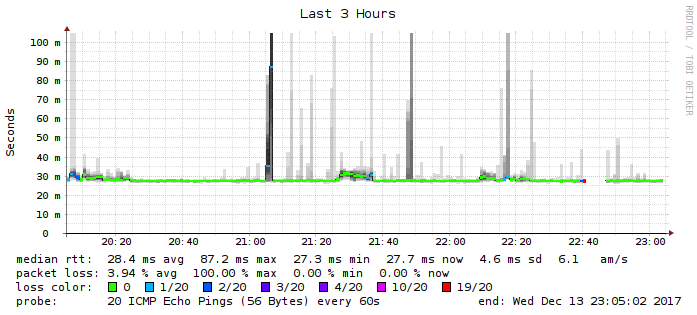 Last 3 Hours
RRDTOOL / TOBI OETIKER
Seconds
100 m
90 m
80 m
70 m
60 m
50 m
40 m
30 m
20 m
10 m
0
20:20 20:40 21:00 21:20 21:40 22:00 22:20 22:40 23:00
median rtt: 28.4 ms avg 87.2 ms max 27.3 ms min 27.7 ms now 4.6 ms sd 6.1 am/s
packet loss: 3.94 % avg 100.00 % max 0.00 % min 0.00 % now
loss color: 0 1/20 2/20 3/20 4/20 10/20 19/20
probe: 20 ICMP Echo Pings (56 Bytes) every 60s end: Wed Dec 13 23:05:02 2017